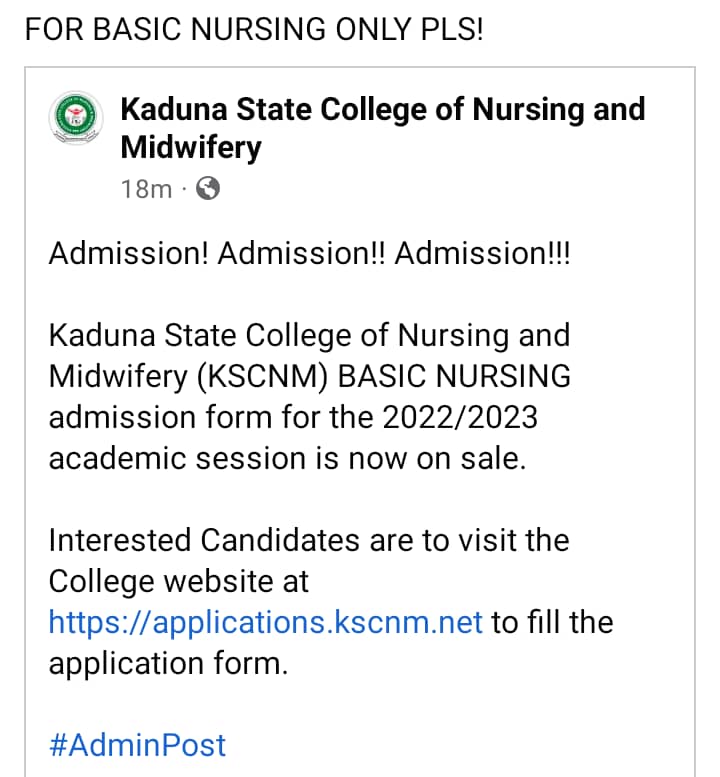 FOR BASIC NURSING ONLY PLS!
Kaduna State College of Nursing and
Midwifery
18m ·
Admission! Admission!! Admission!!!
Kaduna State College of Nursing and
Midwifery (KSCNM) BASIC NURSING
admission form for the 2022/2023
academic session is now on sale.
Interested Candidates are to visit the
College website at
https://applications.kscnm.net to fill the
application form.
#AdminPost